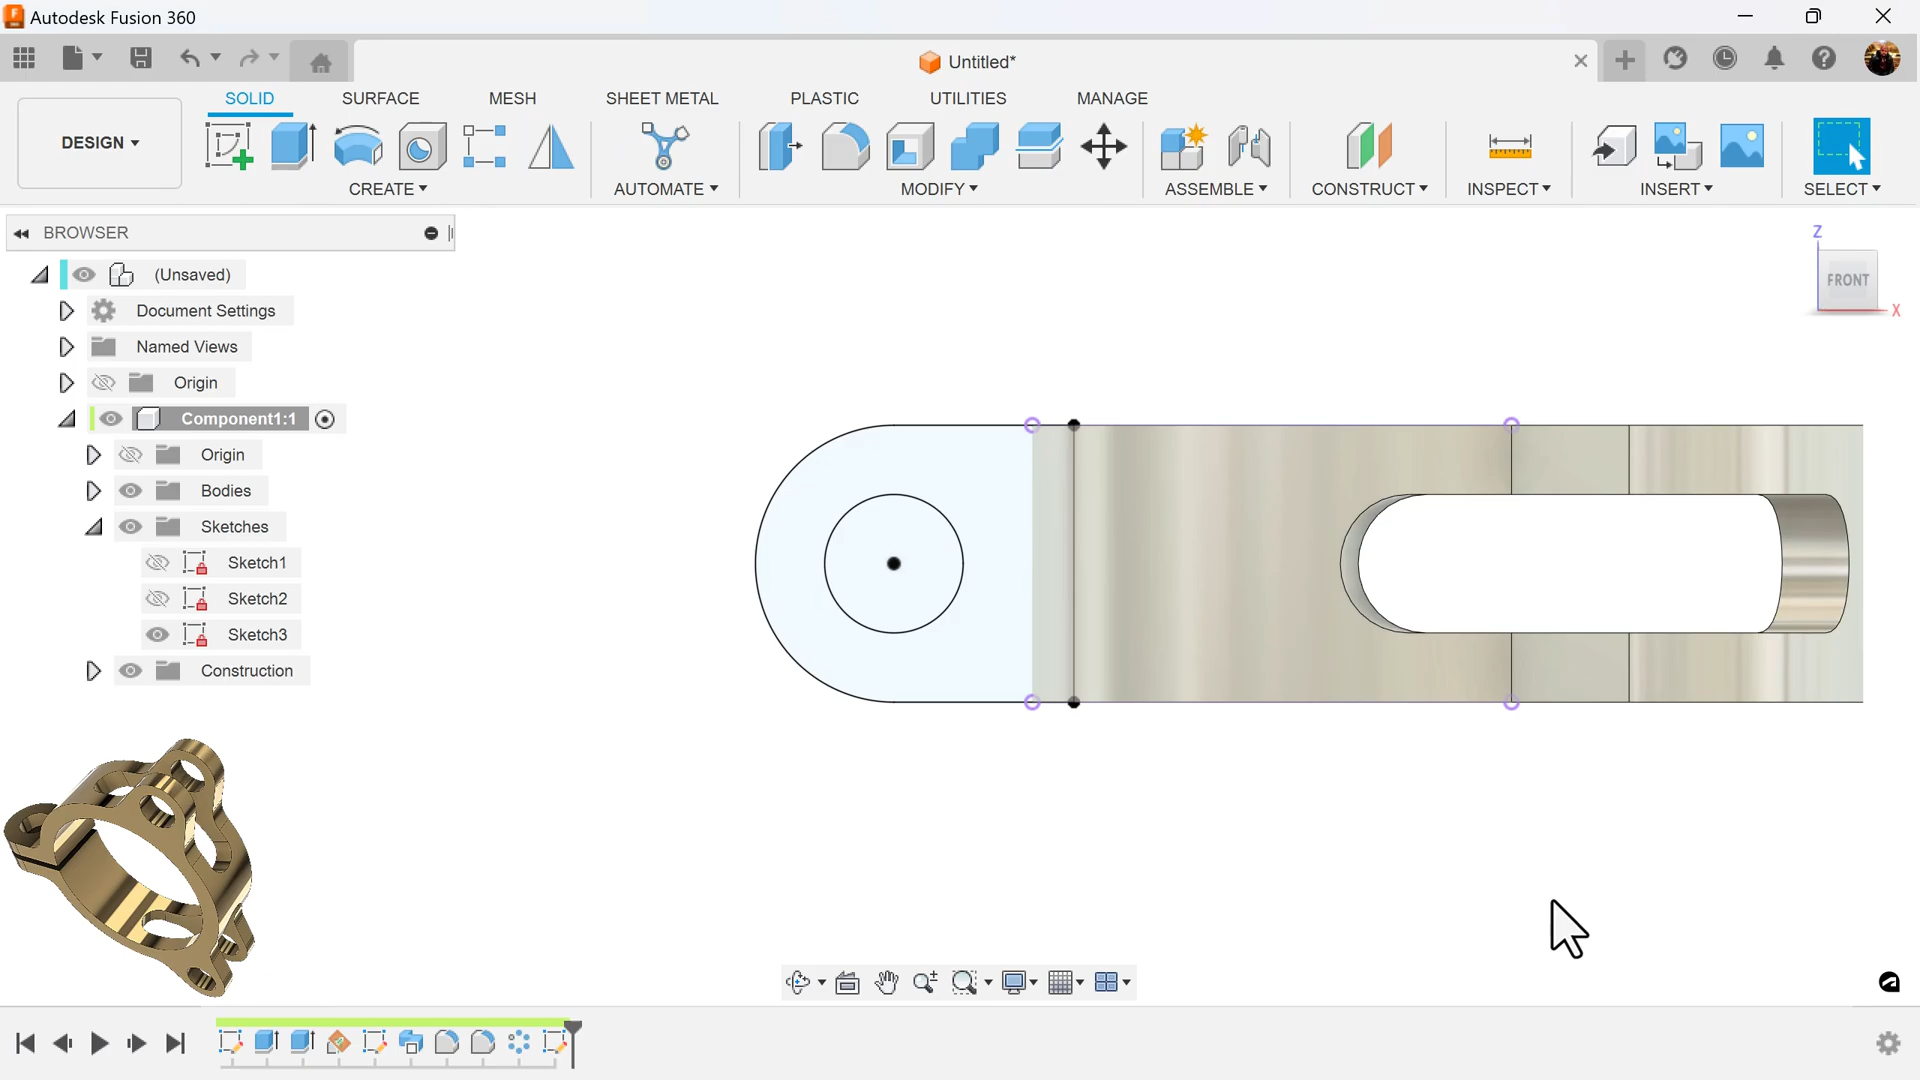 Autodesk Fusion 360
Untitled*
SOLID SURFACE MESH SHEET METAL PLASTIC UTILITIES MANAGE
DESIGN
CREATE AUTOMATE MODIFY ASSEMBLE CONSTRUCT INSPECT INSERT SELECT
BROWSER
(Unsaved)
Document Settings
Named Views
Origin
Component1:1
Origin
Bodies
Sketches
Sketch1
Sketch2
Sketch3
Construction
Z
FRONT
X